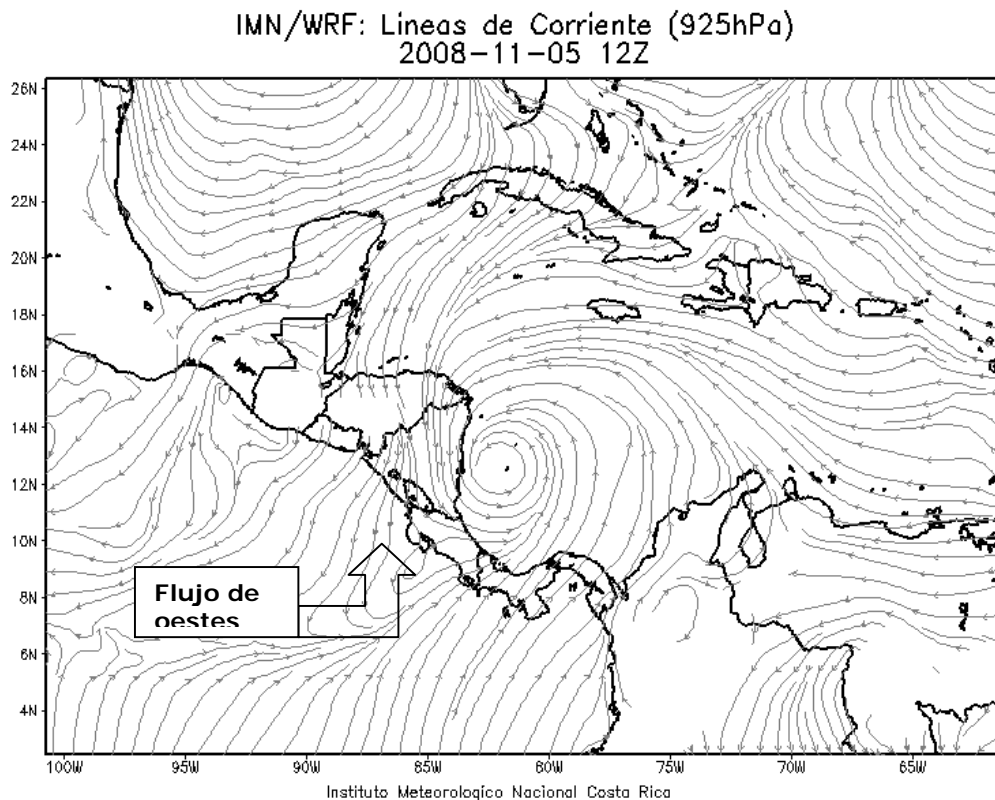 IMN/WRF: Lineas de Corriente (925hPa)
2008-11-05 12Z
26N
24N
22N
20N
18N
16N
14N
12N
10N
8N
6N
4N
Flujo de
oestes
100W 95W 90W 85W 80W 75W 70W 65W
Instituto Meteorologico Nacional Costa Rica